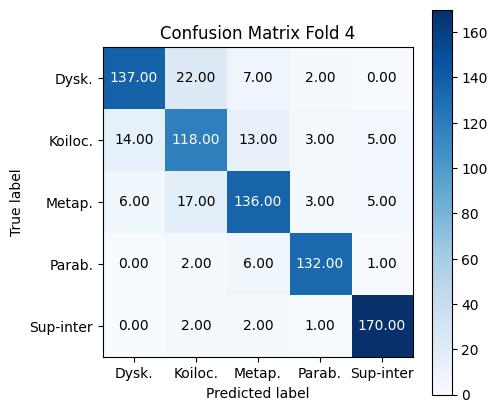 Confusion Matrix Fold 4
True label
Dysk. 137.00 22.00 7.00 2.00 0.00
Koiloc. 14.00 118.00 13.00 3.00 5.00
Metap. 6.00 17.00 136.00 3.00 5.00
Parab. 0.00 2.00 6.00 132.00 1.00
Sup-inter 0.00 2.00 2.00 1.00 170.00
Dysk. Koiloc. Metap. Parab. Sup-inter
Predicted label
160
140
120
100
80
60
40
20
0